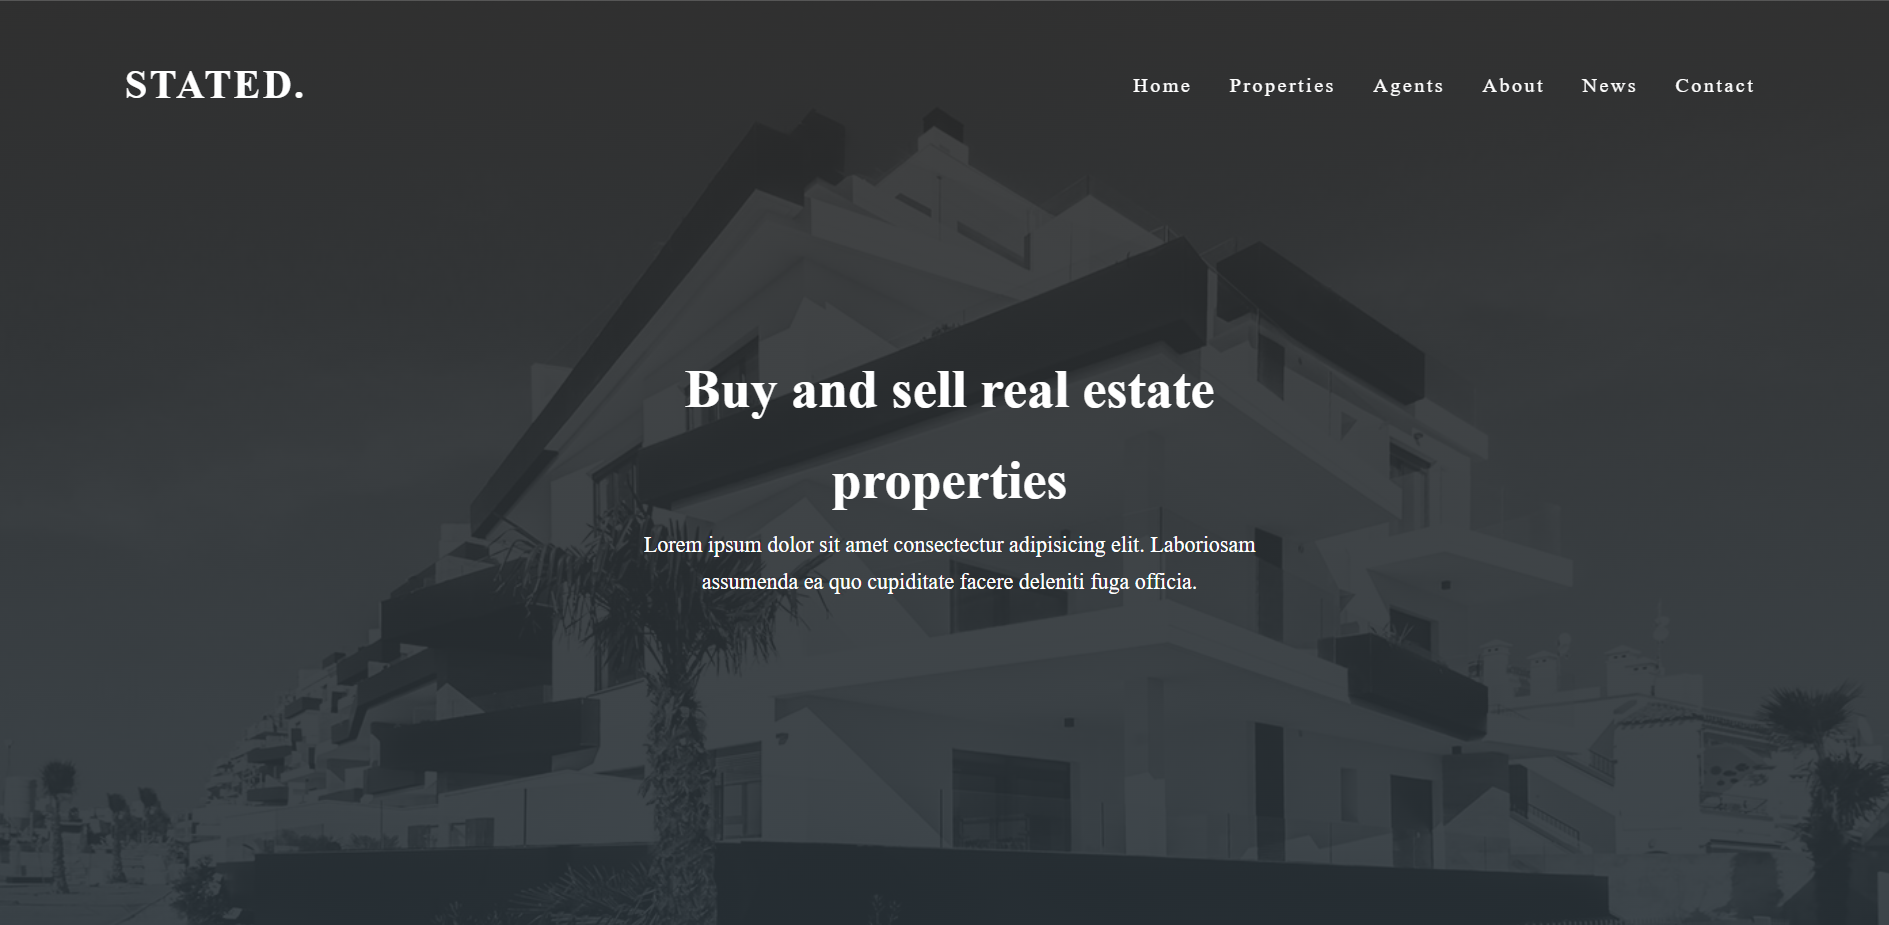 STATED.
Home Properties Agents About News Contact
Buy and sell real estate
properties
Lorem ipsum dolor sit amet consectectur adipisicing elit. Laboriosam
assumenda ea quo cupiditate facere deleniti fuga officia.